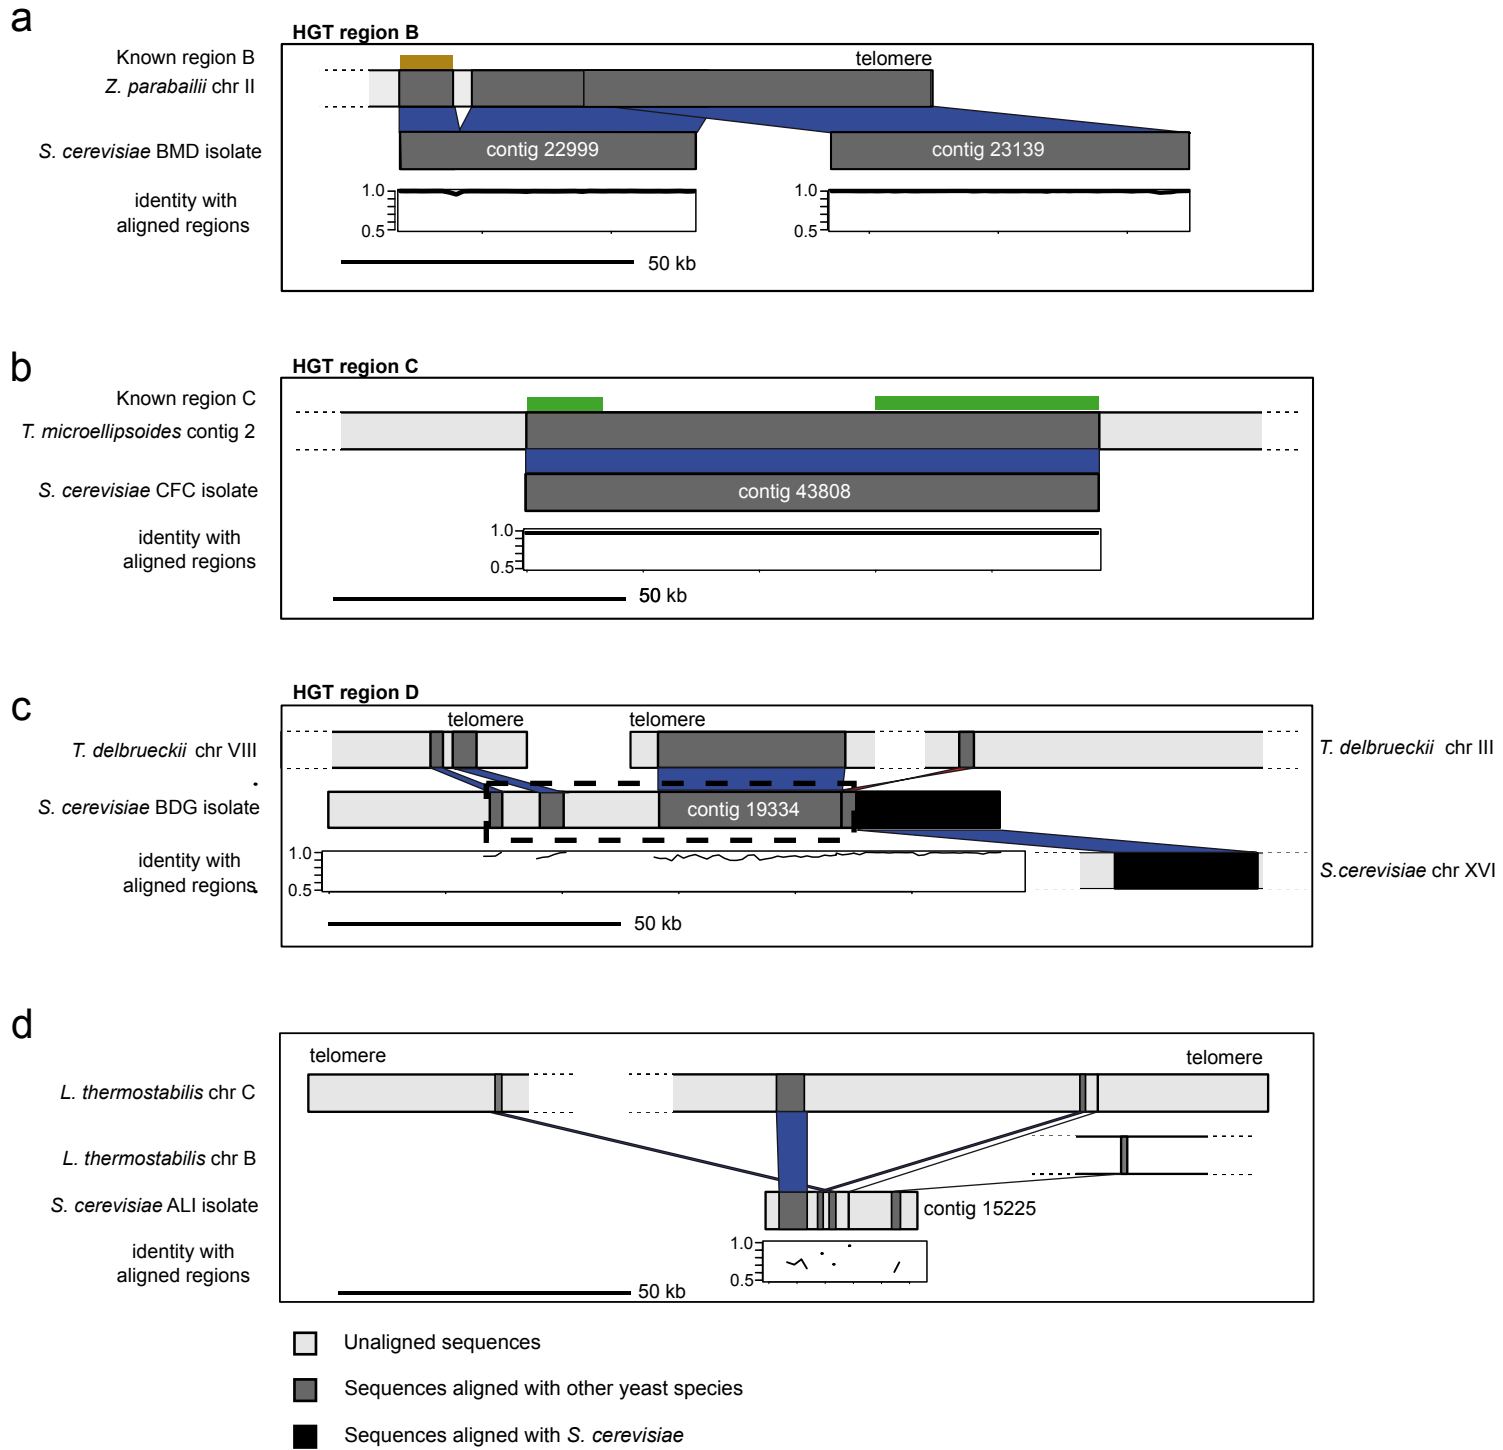 a
HGT region B
Known region B
telomere
Z. parabailii chr II
S. cerevisiae BMD isolate
contig 22999
contig 23139
identity with
aligned regions
1.0
0.5
1.0
0.5
50 kb
b
HGT region C
Known region C
T. microellipsoides contig 2
S. cerevisiae CFC isolate
contig 43808
identity with
aligned regions
1.0
0.5
50 kb
c
HGT region D
telomere
telomere
T. delbrueckii chr VIII
T. delbrueckii chr III
S. cerevisiae BDG isolate
contig 19334
identity with
aligned regions
1.0
0.5
S.cerevisiae chr XVI
50 kb
d
telomere
telomere
L. thermostabilis chr C
L. thermostabilis chr B
S. cerevisiae ALI isolate
contig 15225
identity with
aligned regions
1.0
0.5
50 kb
Unaligned sequences
Sequences aligned with other yeast species
Sequences aligned with S. cerevisiae